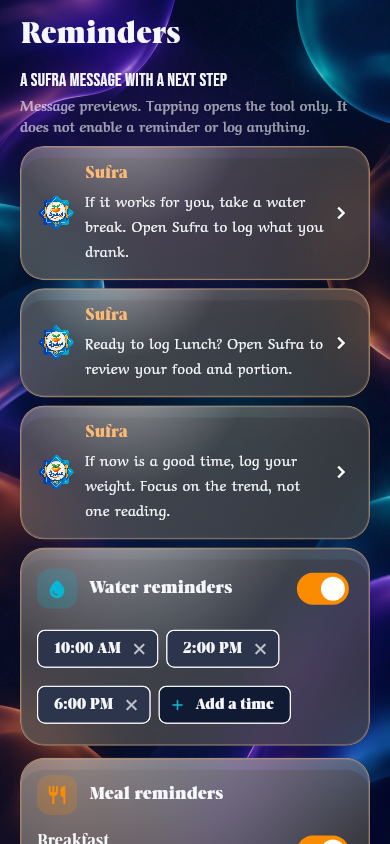 Reminders
A SUFRA MESSAGE WITH A NEXT STEP
Message previews. Tapping opens the tool only. It
does not enable a reminder or log anything.
Sufra
If it works for you, take a water
break. Open Sufra to log what you
drank.
Sufra
Ready to log Lunch? Open Sufra to
review your food and portion.
Sufra
If now is a good time, log your
weight. Focus on the trend, not
one reading.
Water reminders
10:00 AM
2:00 PM
6:00 PM
Add a time
Meal reminders
Breakfast